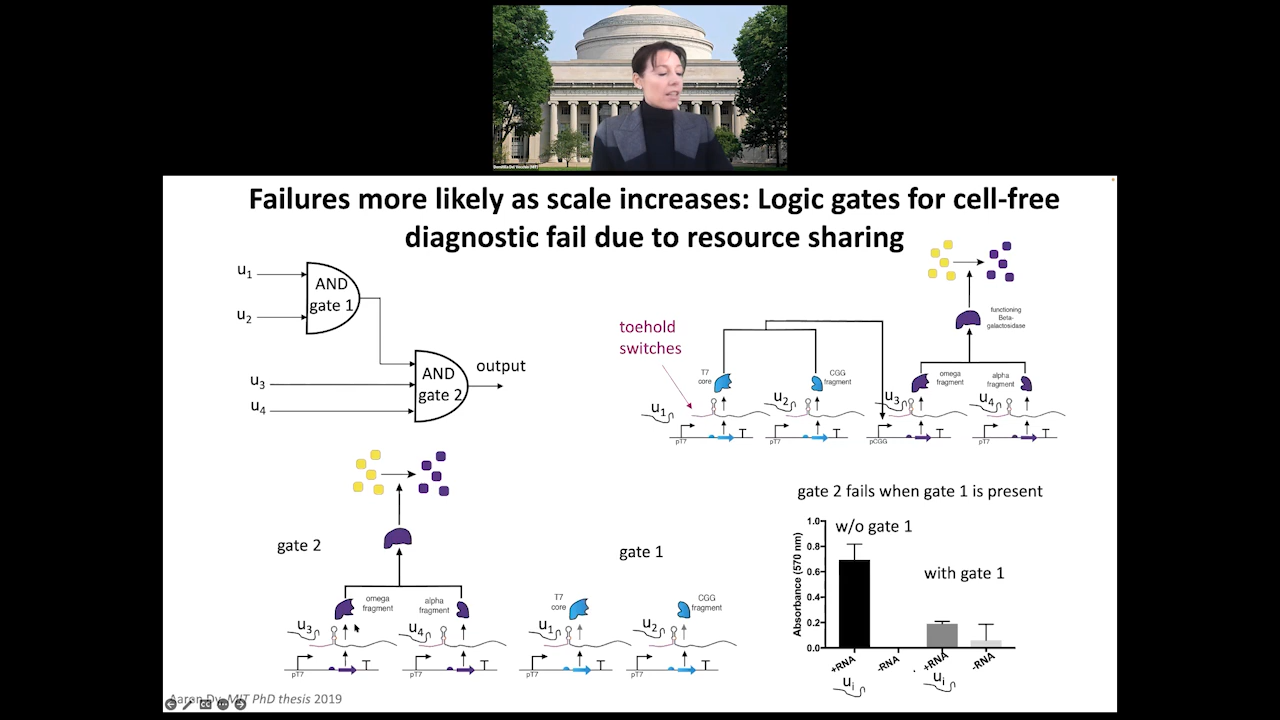 Domitilla Del Vecchio (MIT)
Failures more likely as scale increases: Logic gates for cell-free
diagnostic fail due to resource sharing
u1
u2
AND
gate 1
u3
u4
AND
gate 2
output
toehold
switches
functioning
Beta-
galactosidase
T7
core
CGG
fragment
omega
fragment
alpha
fragment
u1
u2
u3
u4
pT7
T
pT7
T
pCGG
T
pT7
T
gate 2
omega
fragment
alpha
fragment
u3
u4
pT7
T
pT7
T
gate 1
T7
core
CGG
fragment
u1
u2
pT7
T
pT7
T
gate 2 fails when gate 1 is present
w/o gate 1
with gate 1
Absorbance (570 nm)
1.0
0.8
0.6
0.4
0.2
0.0
+RNA
-RNA
+RNA
-RNA
ui
ui
Aaron Dy, MIT PhD thesis 2019